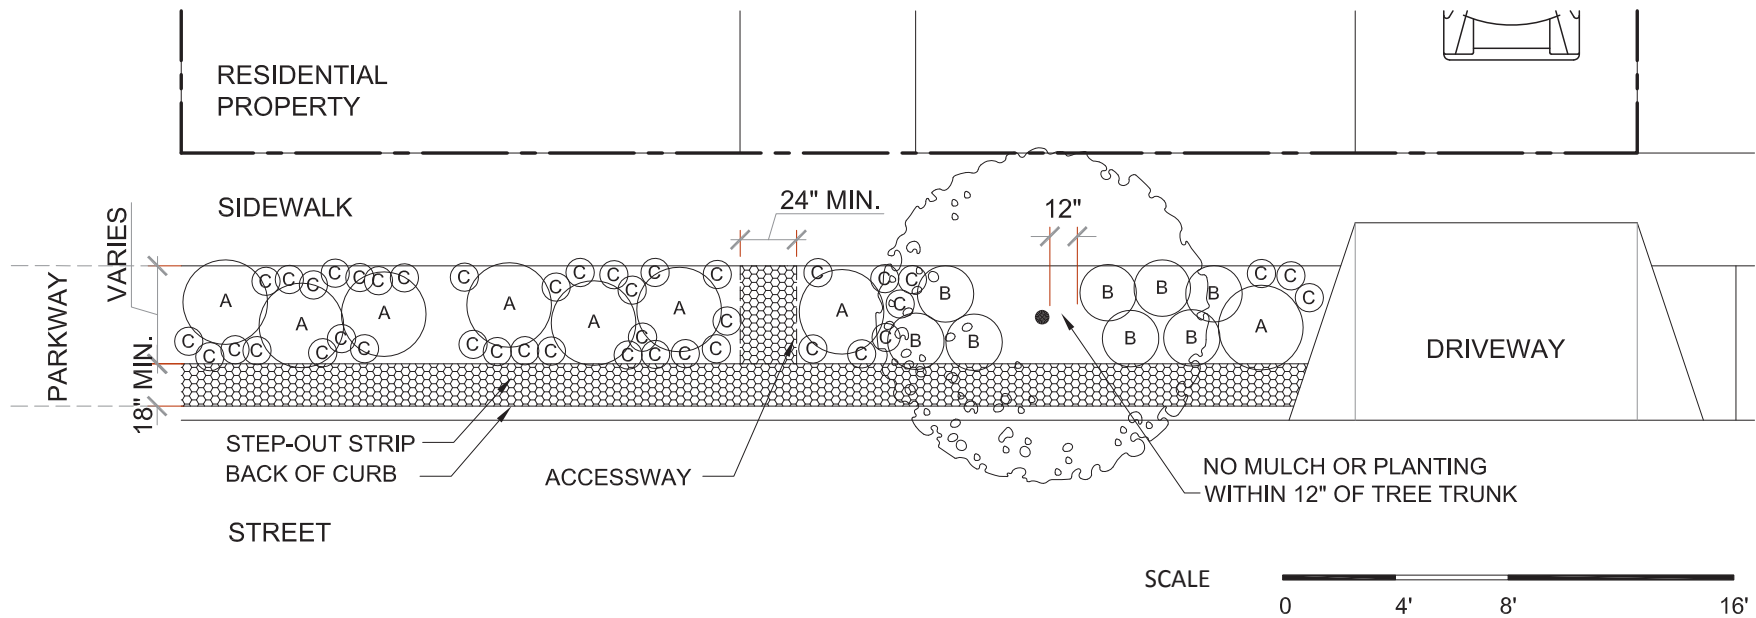 RESIDENTIAL
PROPERTY
SIDEWALK
24" MIN.
12"
PARKWAY
VARIES
18" MIN.
C C C C C C C C C C C C C C C C C C
A A A A A A B B B B
A A B B B B A
C C C C C C C C C C C C C C C C C C C
DRIVEWAY
STEP-OUT STRIP
BACK OF CURB
ACCESSWAY
NO MULCH OR PLANTING
WITHIN 12" OF TREE TRUNK
STREET
SCALE
0 4' 8' 16'